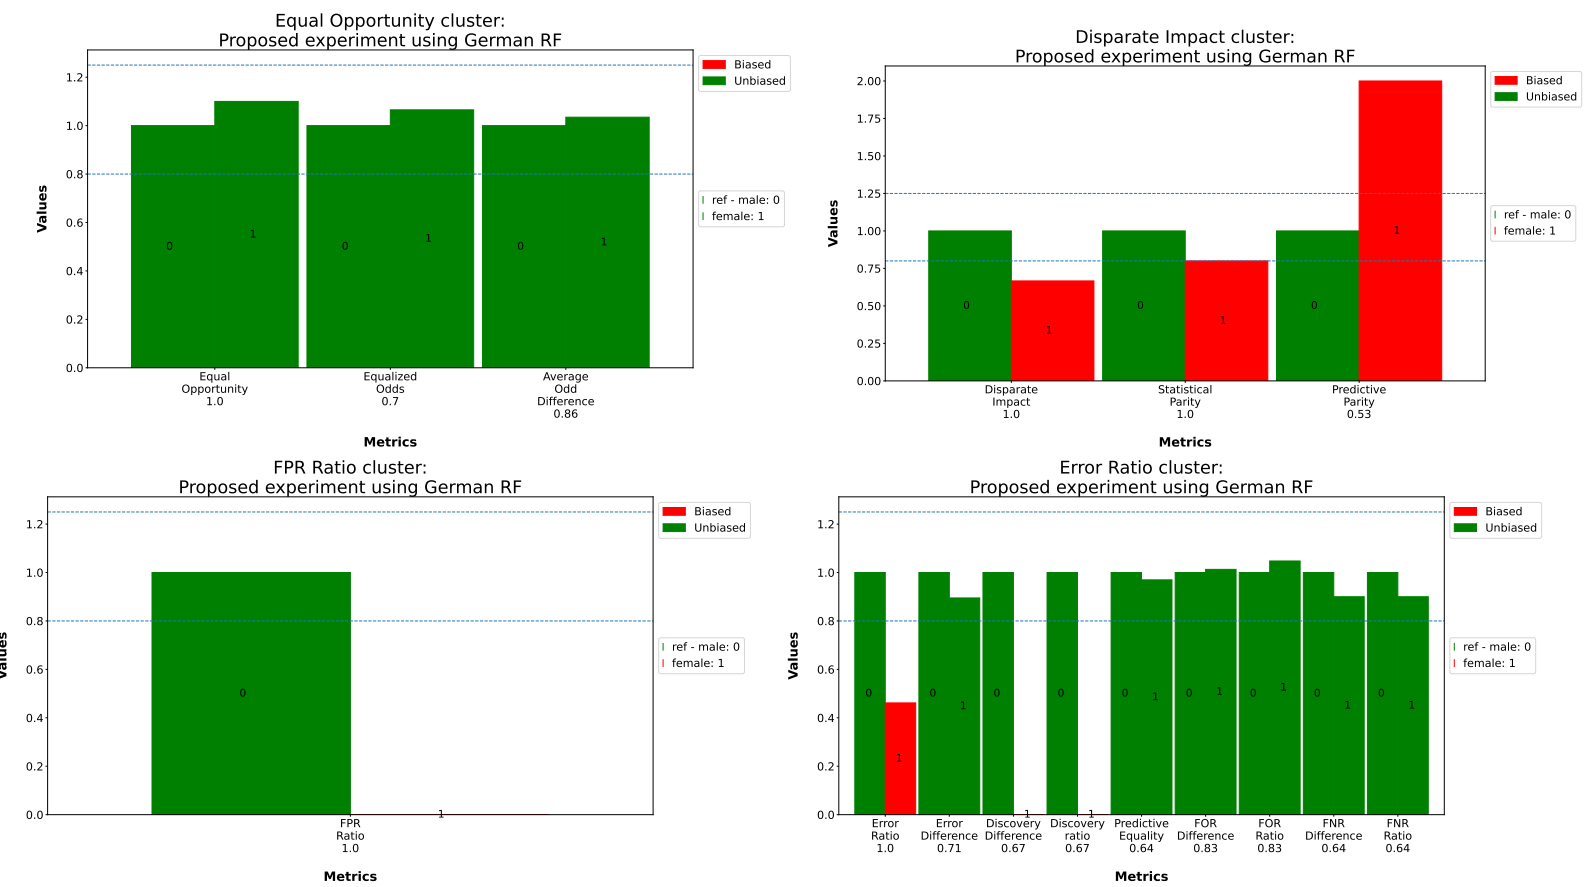 Equal Opportunity cluster:
Proposed experiment using German RF
Values
1.2
1.0
0.8
0.6
0.4
0.2
0.0
0
1
0
1
0
1
Equal
Opportunity
1.0
Equalized
Odds
0.7
Average
Odd
Difference
0.86
Metrics
Biased
Unbiased
ref - male: 0
female: 1
Disparate Impact cluster:
Proposed experiment using German RF
Values
2.00
1.75
1.50
1.25
1.00
0.75
0.50
0.25
0.00
0
1
0
1
0
1
Disparate
Impact
1.0
Statistical
Parity
1.0
Predictive
Parity
0.53
Metrics
Biased
Unbiased
ref - male: 0
female: 1
FPR Ratio cluster:
Proposed experiment using German RF
Values
1.2
1.0
0.8
0.6
0.4
0.2
0.0
0
1
FPR
Ratio
1.0
Metrics
Biased
Unbiased
ref - male: 0
female: 1
Error Ratio cluster:
Proposed experiment using German RF
Values
1.2
1.0
0.8
0.6
0.4
0.2
0.0
0
1
0
1
0
1
0
1
0
1
0
1
0
1
0
1
0
1
Error
Ratio
1.0
Error
Difference
0.71
Discovery
Difference
0.67
Discovery
ratio
0.67
Predictive
Equality
0.64
FOR
Difference
0.83
FOR
Ratio
0.83
FNR
Difference
0.64
FNR
Ratio
0.64
Metrics
Biased
Unbiased
ref - male: 0
female: 1